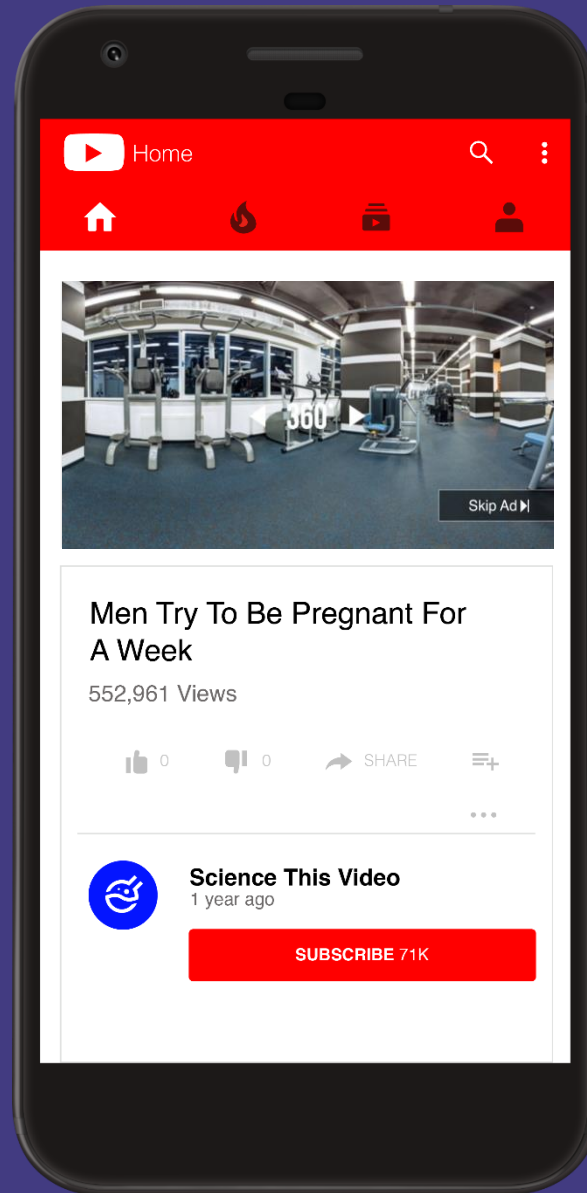 Home
360°
Skip Ad
Men Try To Be Pregnant For
A Week
552,961 Views
0 0 SHARE
Science This Video
1 year ago
SUBSCRIBE 71K